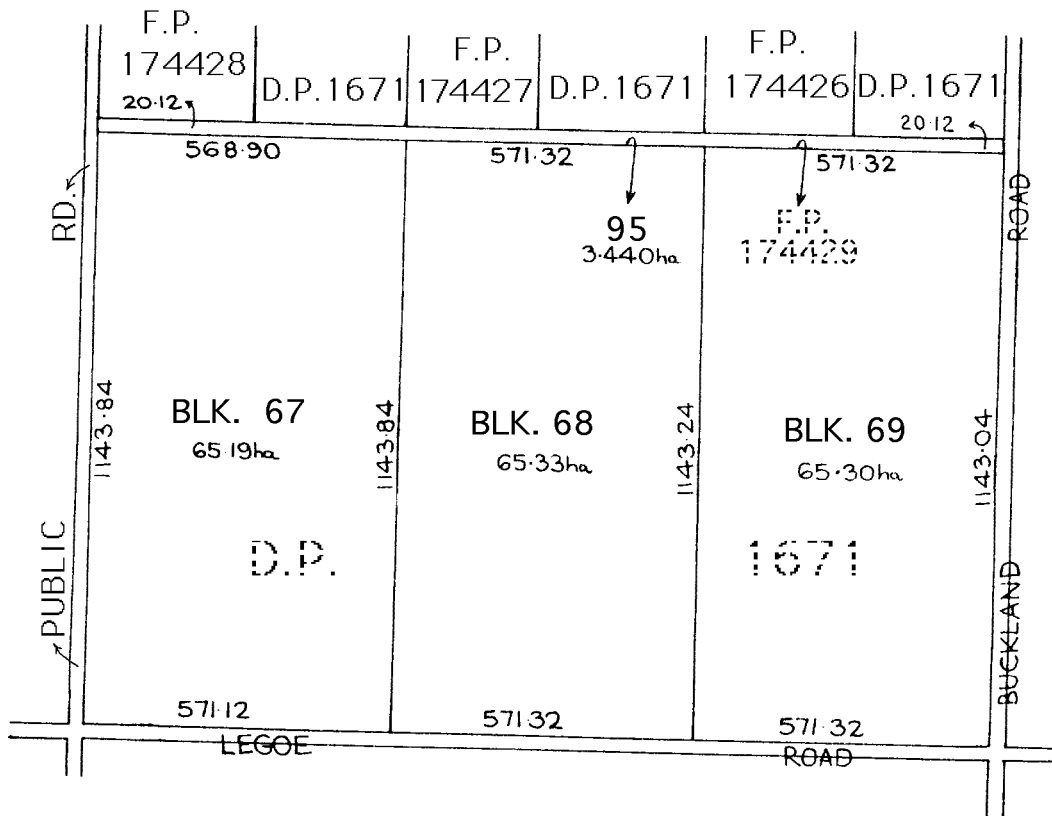 F.P.
174428
D.P.1671
F.P.
174427
D.P.1671
F.P.
174426
D.P.1671
20·12
20·12
568·90
571·32
571·32
RD.
ROAD
95
3·440ha
F.P.
174429
1143·84
1143·84
1143·24
1143·04
BLK. 67
65·19ha
BLK. 68
65·33ha
BLK. 69
65·30ha
D.P.
1671
PUBLIC
BUCKLAND
571·12
571·32
571·32
LEGOE
ROAD